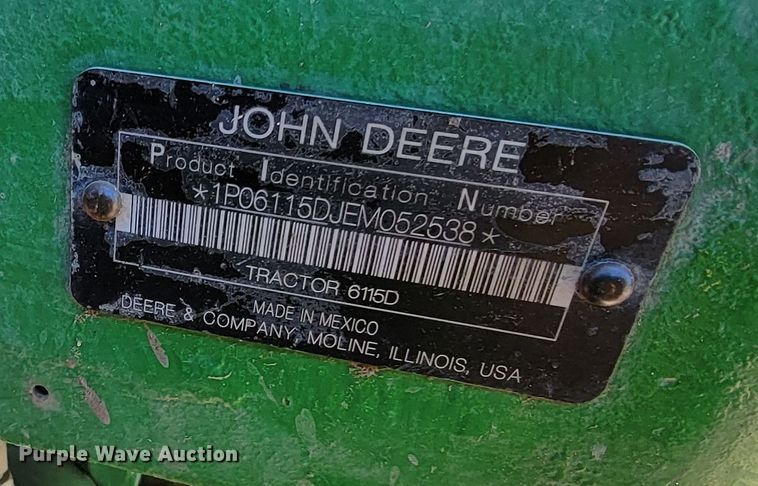 JOHN DEERE
Product Identification Number
*1P06115DJEM052538*
TRACTOR 6115D
MADE IN MEXICO
DEERE & COMPANY, MOLINE, ILLINOIS, USA
Purple Wave Auction